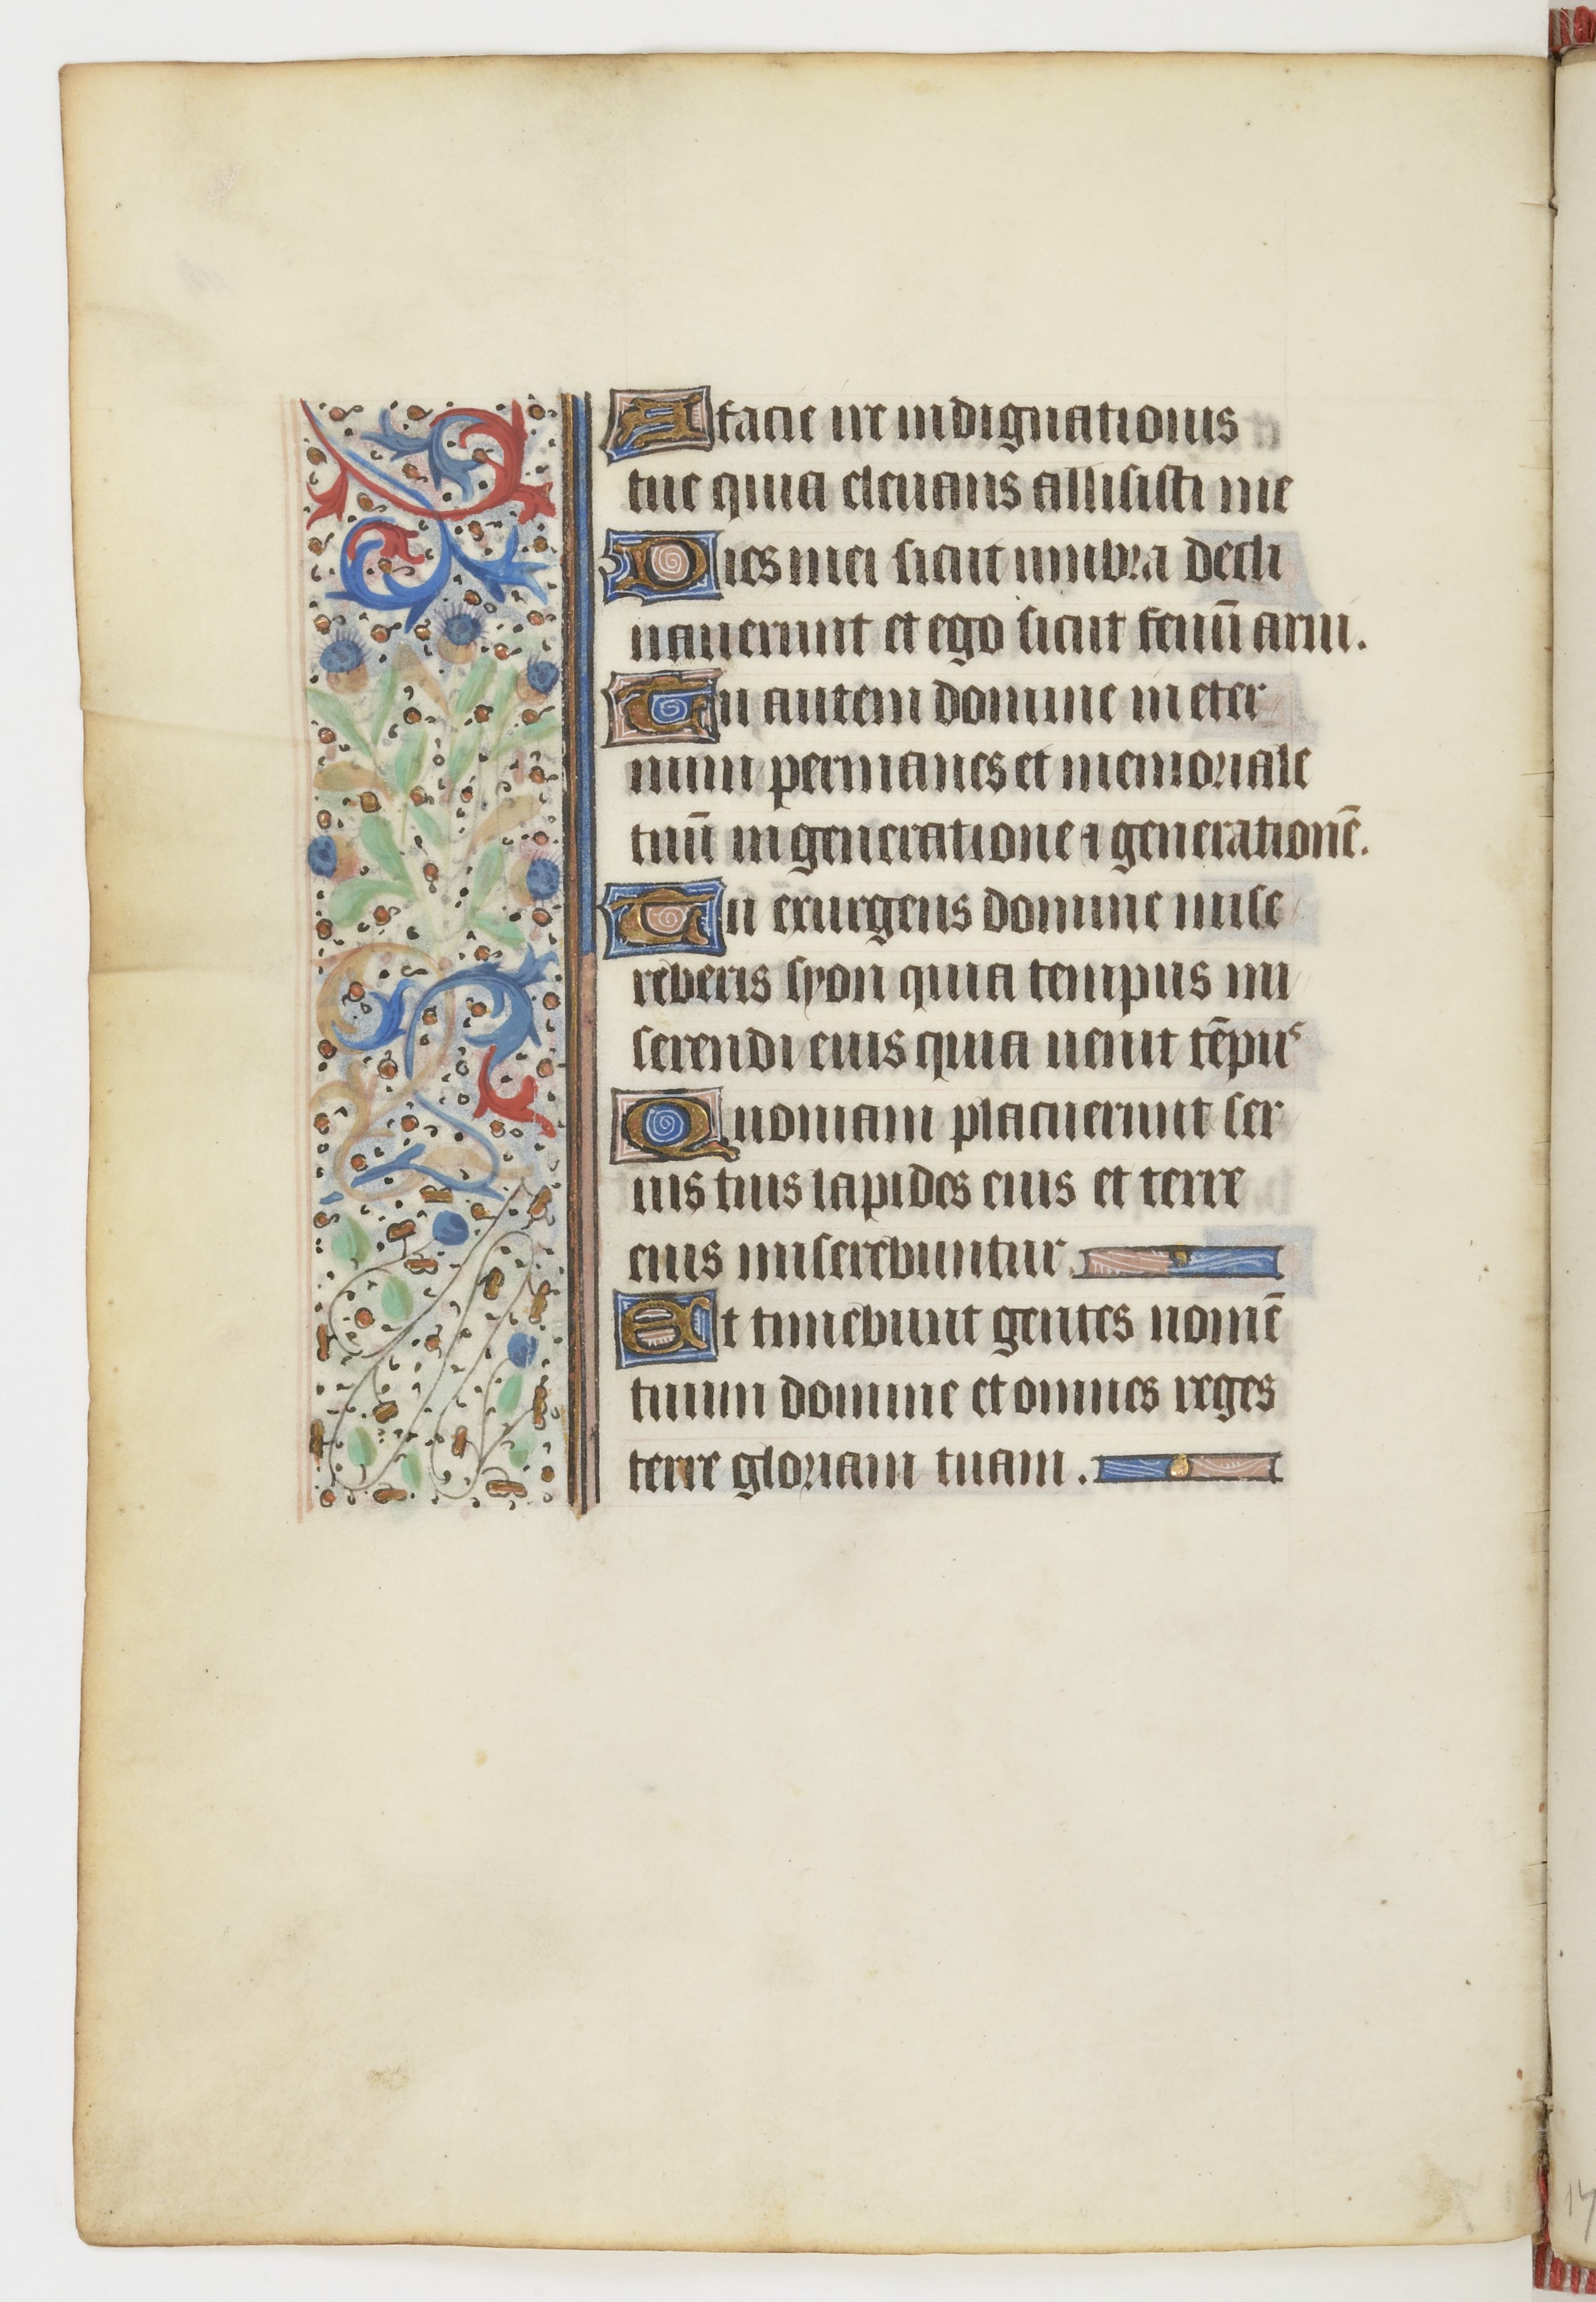 A facie ire indignationis
tue quia eleuans allisisti me
Dies mei sicut umbra decli
nauerunt et ego sicut fenū arui.
Tu autem domine in eter
num permanes et memoriale
tuū in generatione ⁊ generationē.
Tu exurgens domine mise
reberis syon quia tempus mi
serendi eius quia uenit tēpus
Quoniam placuerunt ser
uis tuis lapides eius et terre
eius miserebuntur.
Et timebunt gentes nomē
tuum domine et omnes reges
terre gloriam tuam.